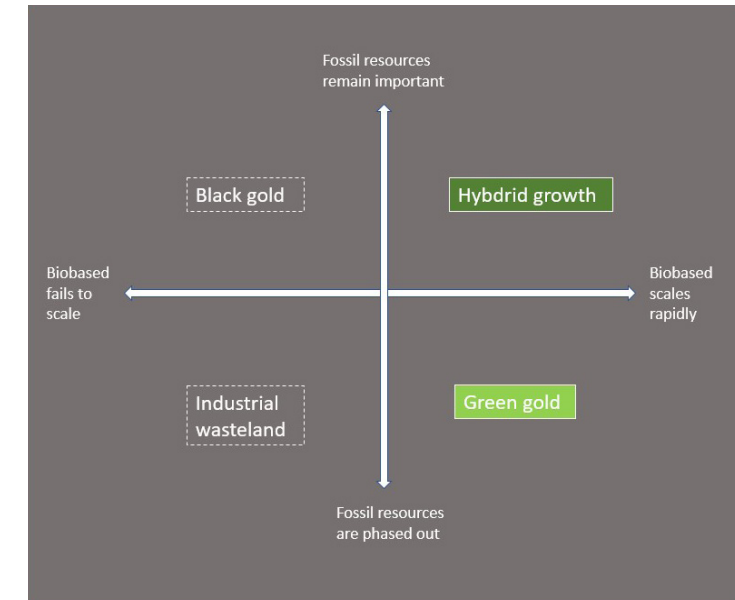 Fossil resources
remain important
Black gold
Hybdrid growth
Biobased
fails to
scale
Biobased
scales
rapidly
Industrial
wasteland
Green gold
Fossil resources
are phased out